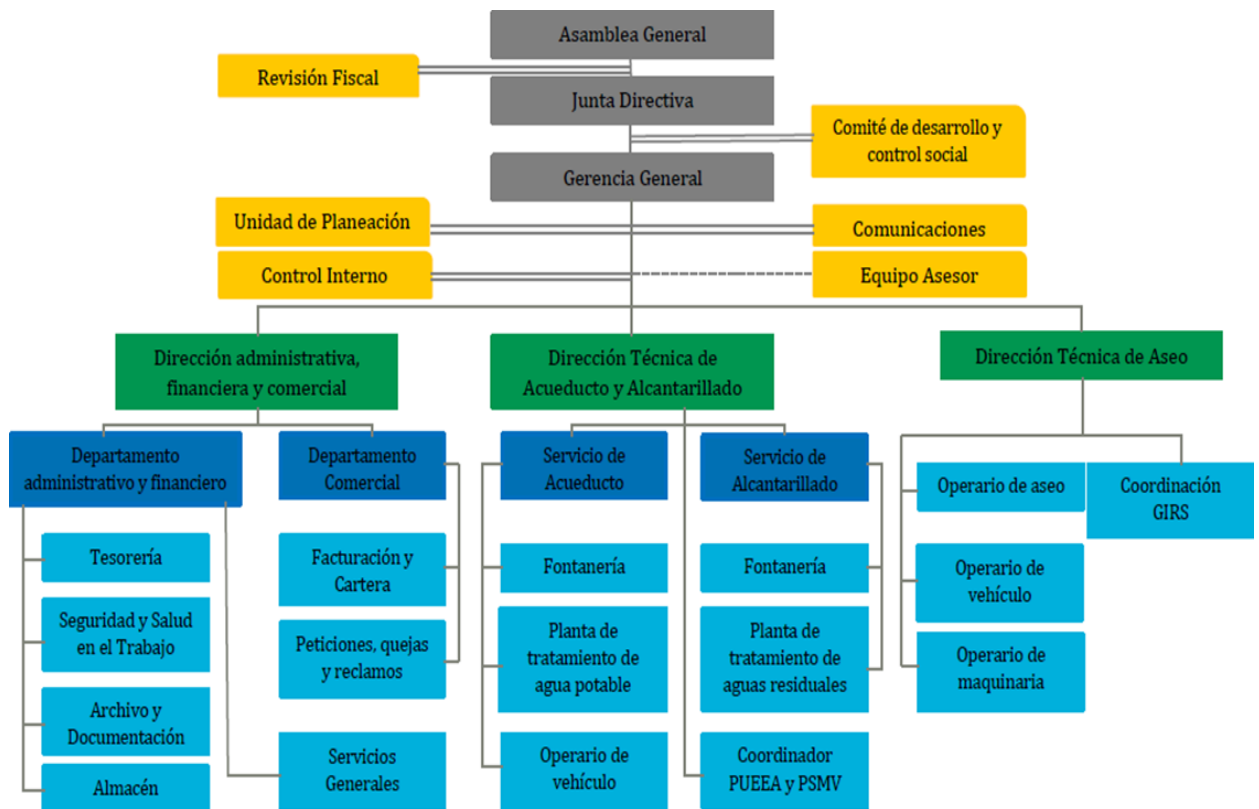 Asamblea General
Revisión Fiscal
Junta Directiva
Comité de desarrollo y
control social
Gerencia General
Unidad de Planeación
Comunicaciones
Control Interno
Equipo Asesor
Dirección administrativa,
financiera y comercial
Dirección Técnica de
Acueducto y Alcantarillado
Dirección Técnica de Aseo
Departamento
administrativo y financiero
Departamento
Comercial
Servicio de
Acueducto
Servicio de
Alcantarillado
Operario de aseo
Coordinación
GIRS
Tesorería
Facturación y
Cartera
Fontanería
Fontanería
Operario de
vehículo
Seguridad y Salud
en el Trabajo
Peticiones, quejas
y reclamos
Planta de
tratamiento de
agua potable
Planta de
tratamiento de
aguas residuales
Operario de
maquinaria
Archivo y
Documentación
Almacén
Servicios
Generales
Operario de
vehículo
Coordinador
PUEEA y PSMV